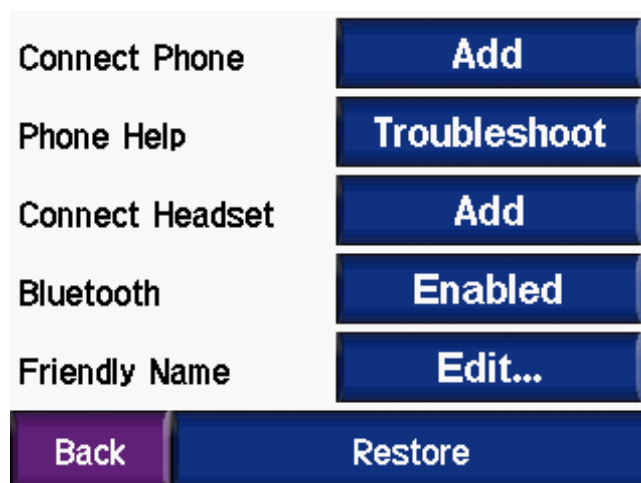 Connect Phone Add
Phone Help Troubleshoot
Connect Headset Add
Bluetooth Enabled
Friendly Name Edit...
Back Restore